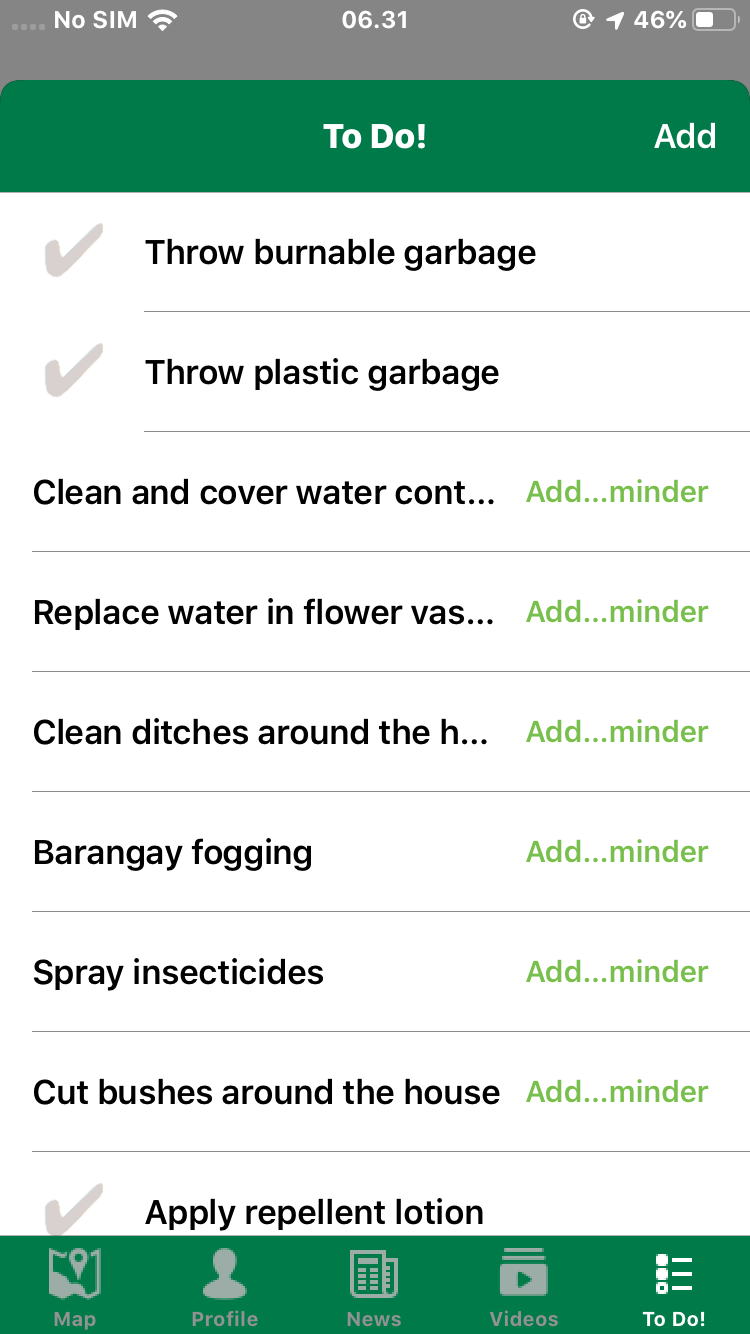 No SIM 06.31 46%
To Do! Add
Throw burnable garbage
Throw plastic garbage
Clean and cover water cont... Add...minder
Replace water in flower vas... Add...minder
Clean ditches around the h... Add...minder
Barangay fogging Add...minder
Spray insecticides Add...minder
Cut bushes around the house Add...minder
Apply repellent lotion
Map Profile News Videos To Do!